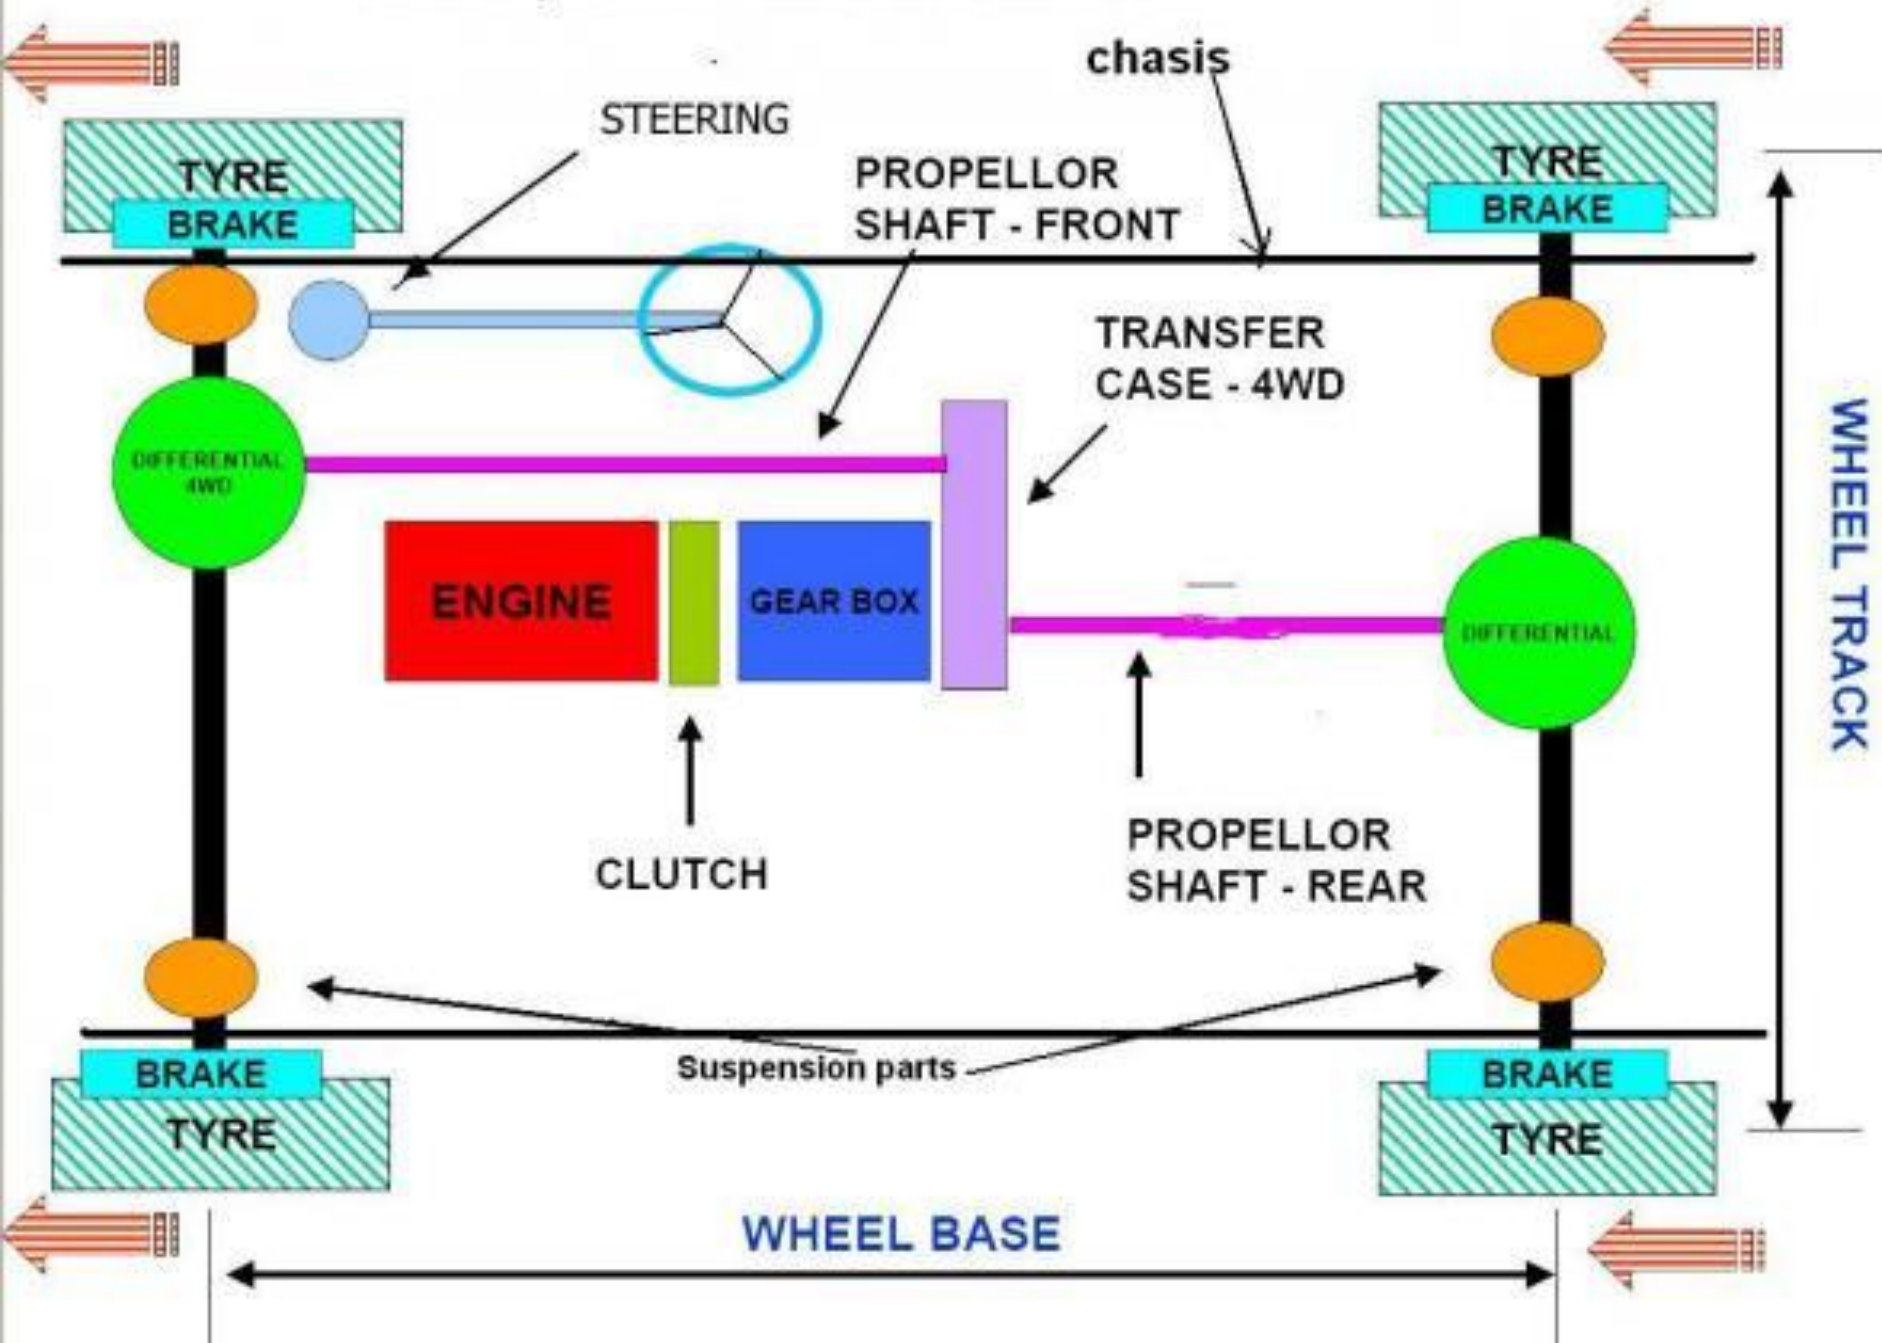 chasis
STEERING
TYRE
BRAKE
PROPELLOR
SHAFT - FRONT
TYRE
BRAKE
TRANSFER
CASE - 4WD
DIFFERENTIAL
4WD
ENGINE
GEAR BOX
DIFFERENTIAL
WHEEL TRACK
CLUTCH
PROPELLOR
SHAFT - REAR
Suspension parts
BRAKE
TYRE
BRAKE
TYRE
WHEEL BASE